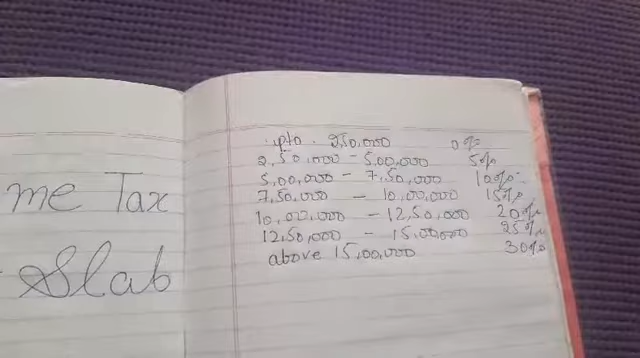 me Tax
Slab
upto . 250,000 0%
2,50,000 - 5,00,000 5%
5,00,000 - 7,50,000 10%
7,50,000 - 10,00,000 15%
10,00,000 - 12,50,000 20%
12,50,000 - 15,00,000 25%
above 15,00,000 30%